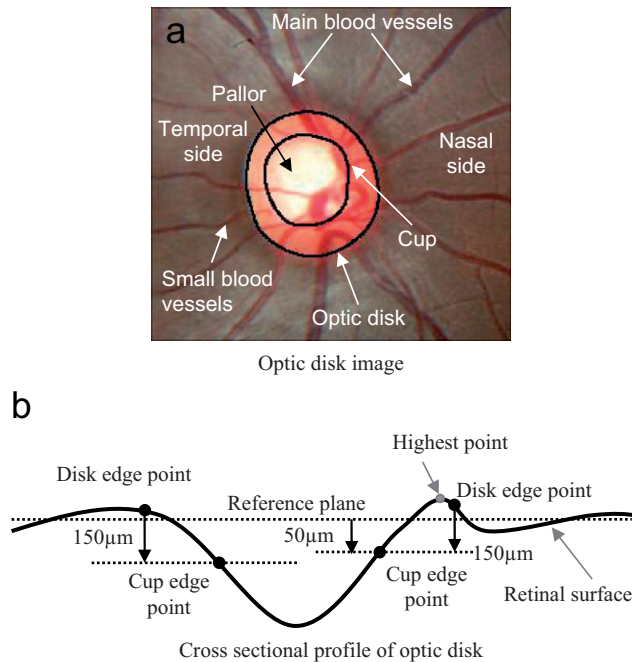 a
Main blood vessels
Pallor
Temporal
side
Nasal
side
Cup
Small blood
vessels
Optic disk
Optic disk image
b
Highest point
Disk edge point
Disk edge point
Reference plane
150µm
50µm
150µm
Cup edge
point
Cup edge
point
Retinal surface
Cross sectional profile of optic disk